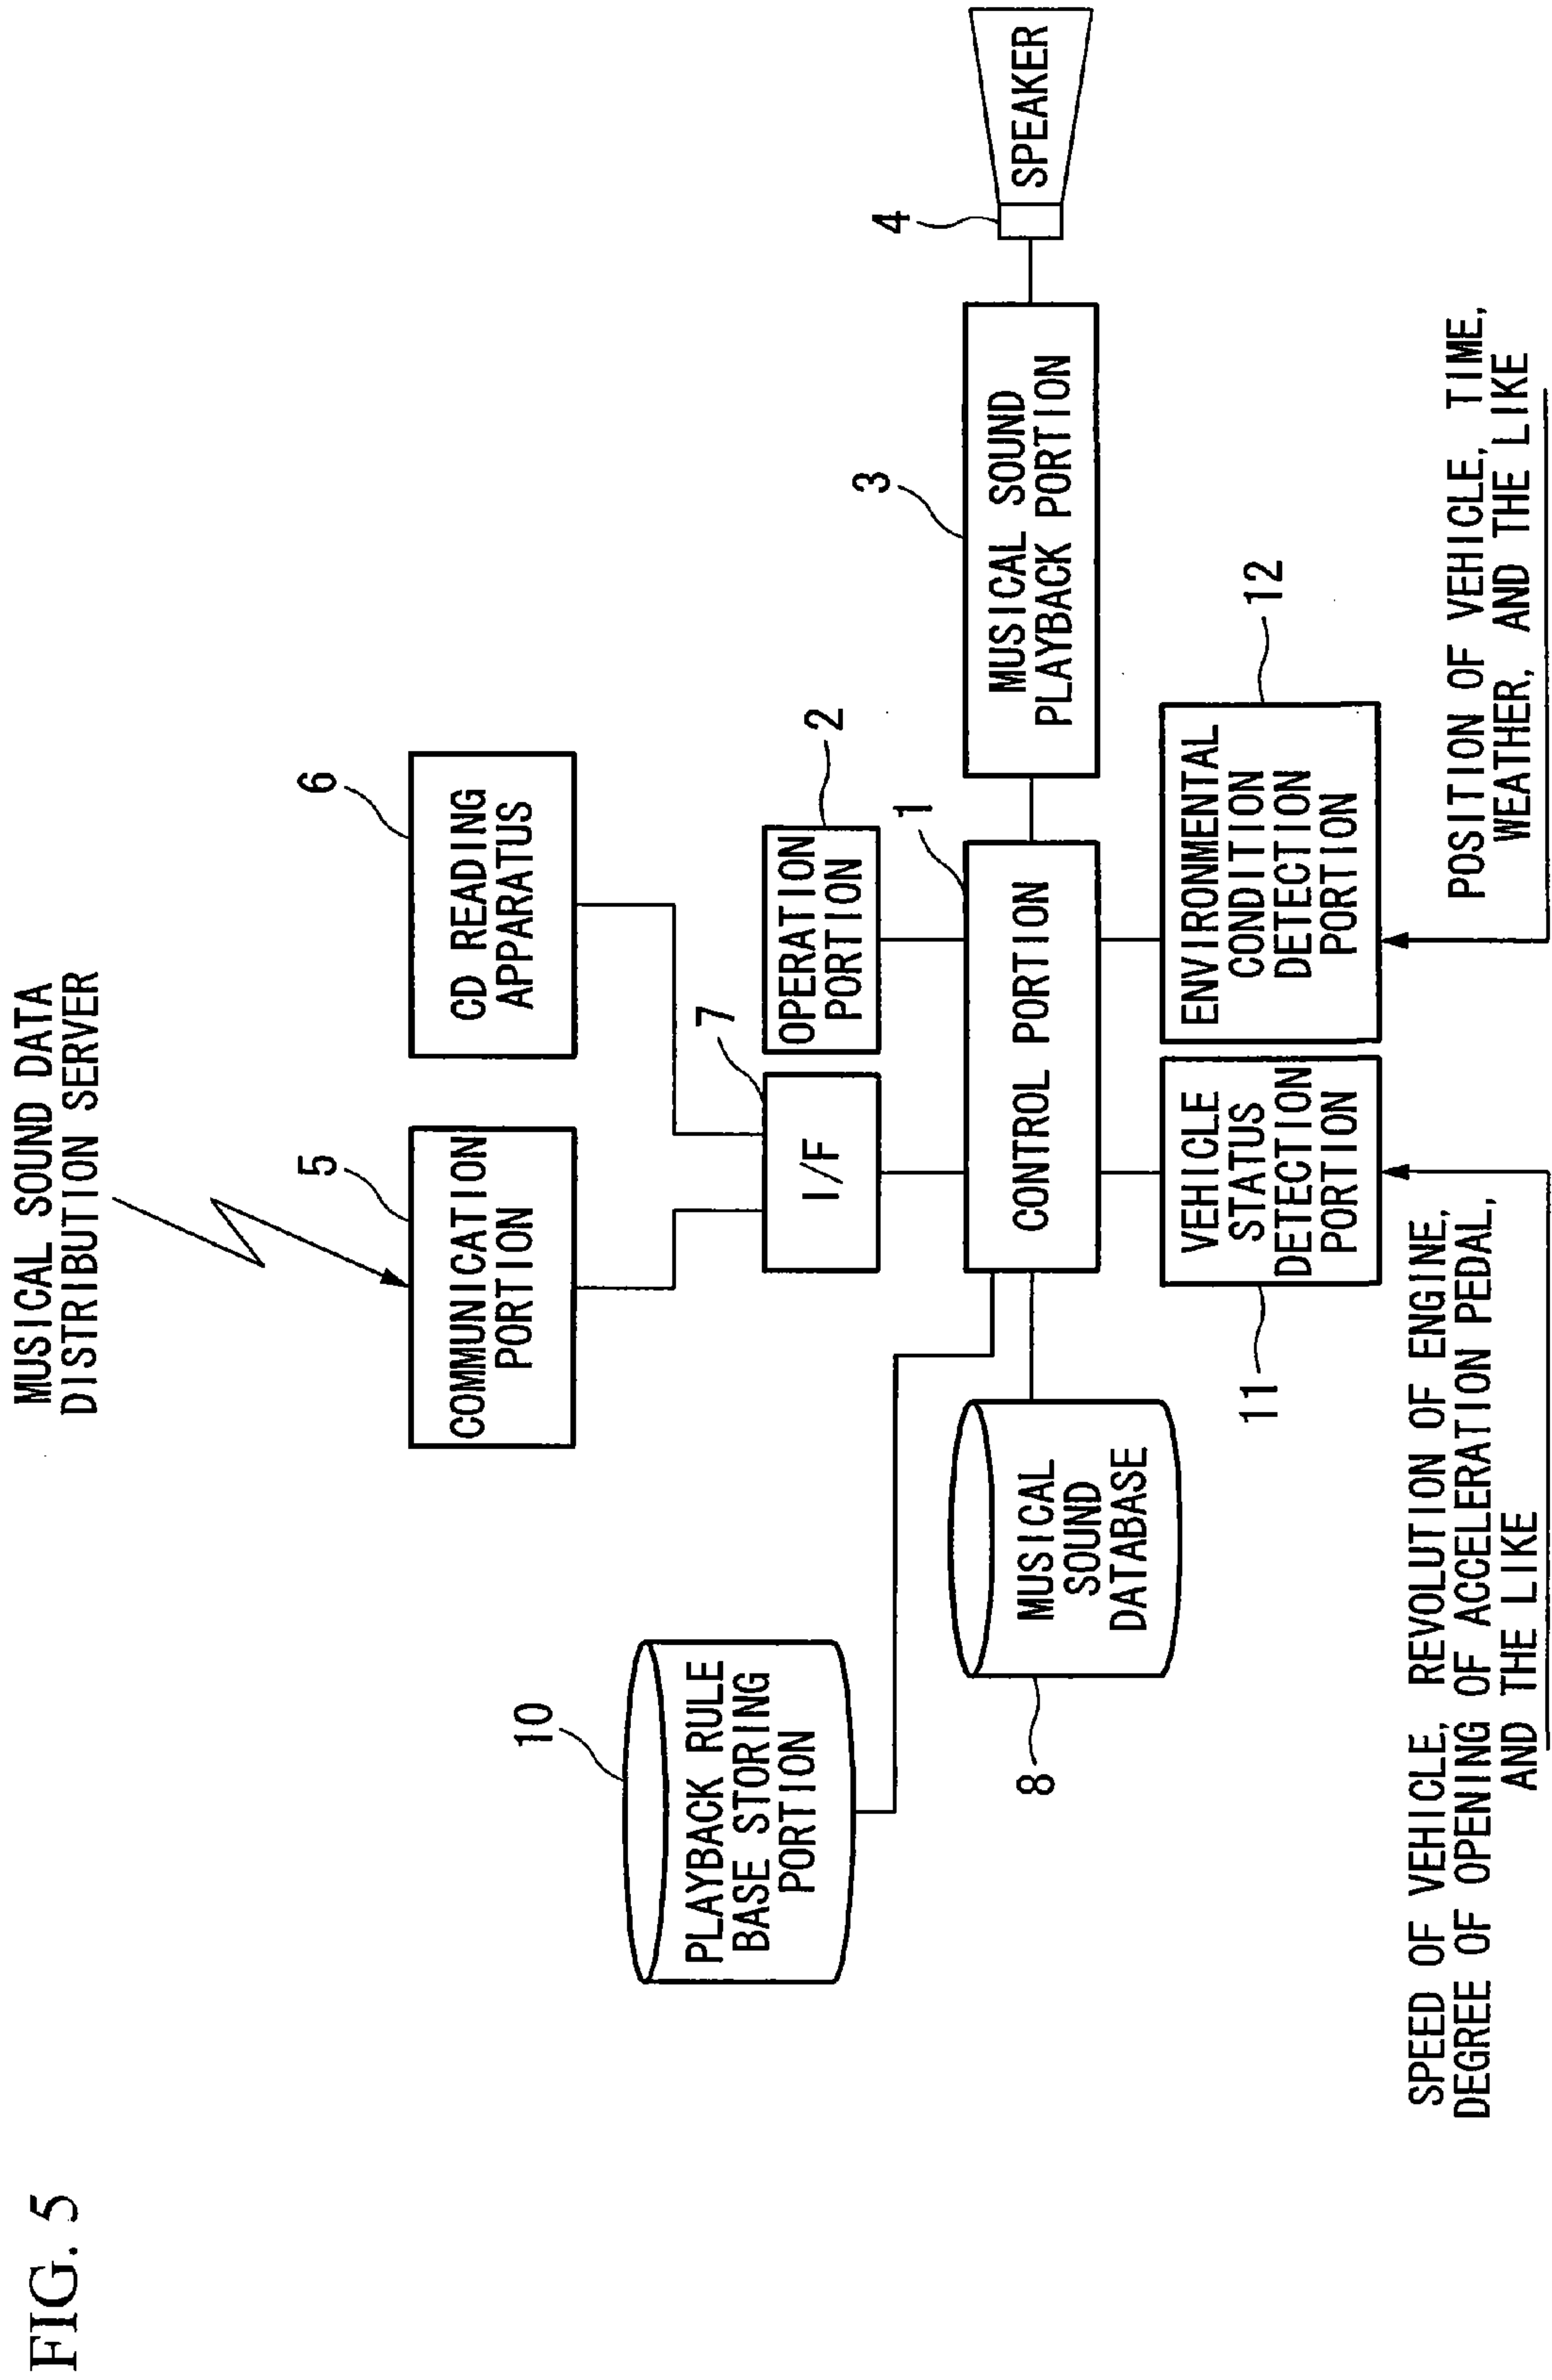 FIG. 5
MUSICAL SOUND DATA
DISTRIBUTION SERVER
5
COMMUNICATION
PORTION
6
CD READING
APPARATUS
10
PLAYBACK RULE
BASE STORING
PORTION
7
I/F
2
OPERATION
PORTION
1
CONTROL PORTION
3
MUSICAL SOUND
PLAYBACK PORTION
4
SPEAKER
8
MUSICAL
SOUND
DATABASE
11
VEHICLE
STATUS
DETECTION
PORTION
12
ENVIRONMENTAL
CONDITION
DETECTION
PORTION
SPEED OF VEHICLE, REVOLUTION OF ENGINE,
DEGREE OF OPENING OF ACCELERATION PEDAL,
AND THE LIKE
POSITION OF VEHICLE, TIME,
WEATHER, AND THE LIKE